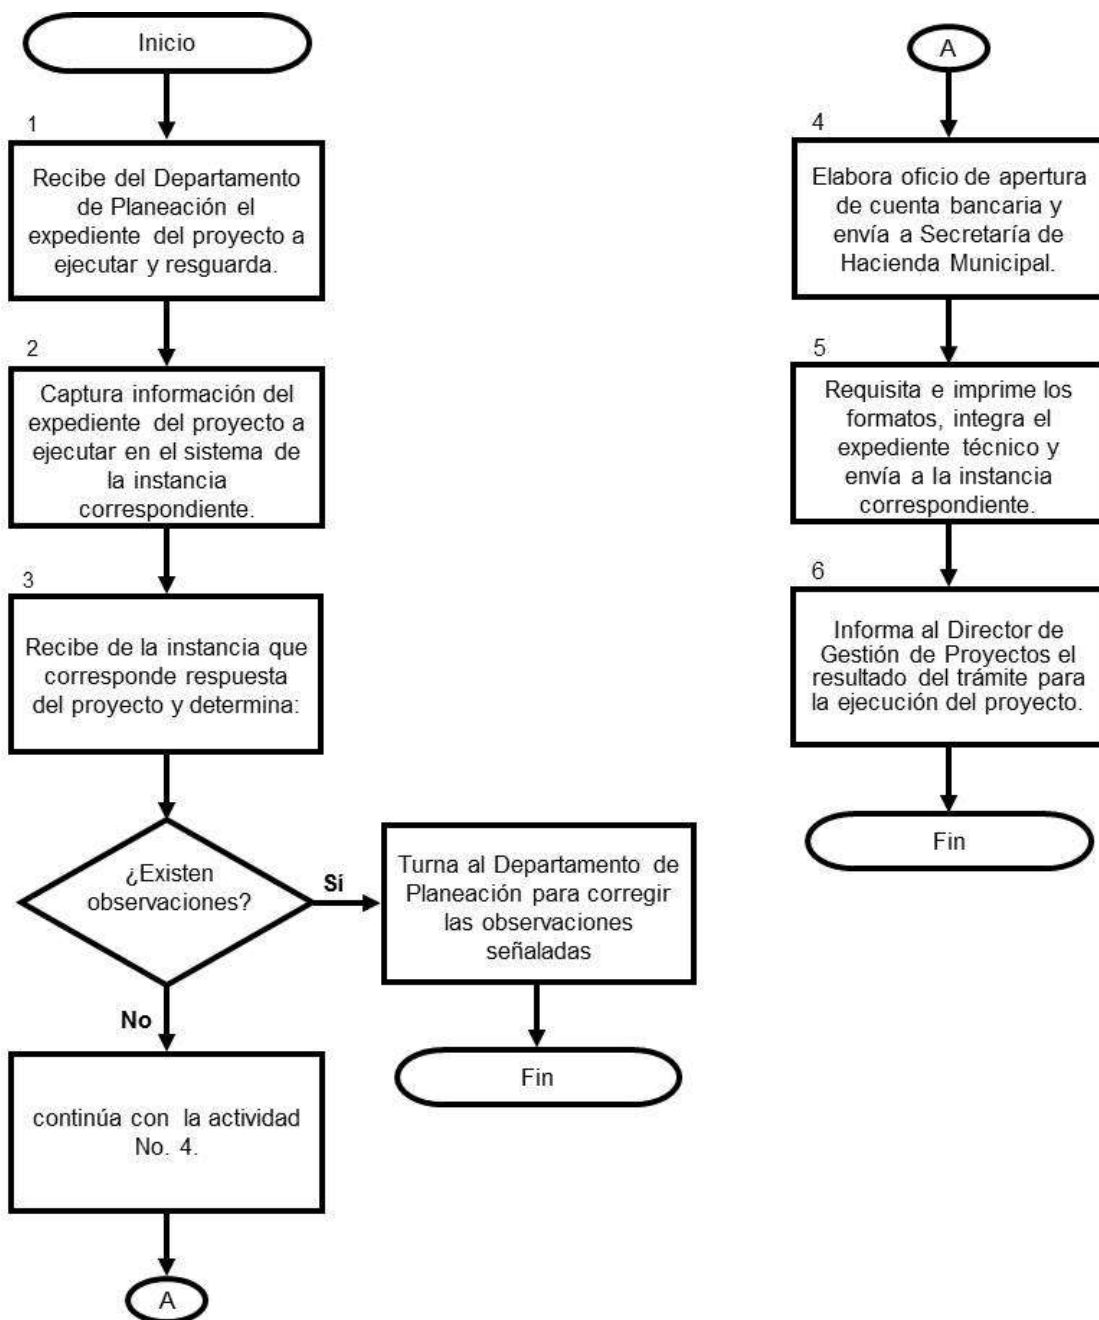 Inicio
1
Recibe del Departamento
de Planeación el
expediente del proyecto a
ejecutar y resguarda.
2
Captura información del
expediente del proyecto a
ejecutar en el sistema de
la instancia
correspondiente.
3
Recibe de la instancia que
corresponde respuesta
del proyecto y determina:
¿Existen
observaciones?
Sí
Turna al Departamento de
Planeación para corregir
las observaciones
señaladas
Fin
No
continúa con la actividad
No. 4.
A
A
4
Elabora oficio de apertura
de cuenta bancaria y
envía a Secretaría de
Hacienda Municipal.
5
Requisita e imprime los
formatos, integra el
expediente técnico y
envía a la instancia
correspondiente.
6
Informa al Director de
Gestión de Proyectos el
resultado del trámite para
la ejecución del proyecto.
Fin